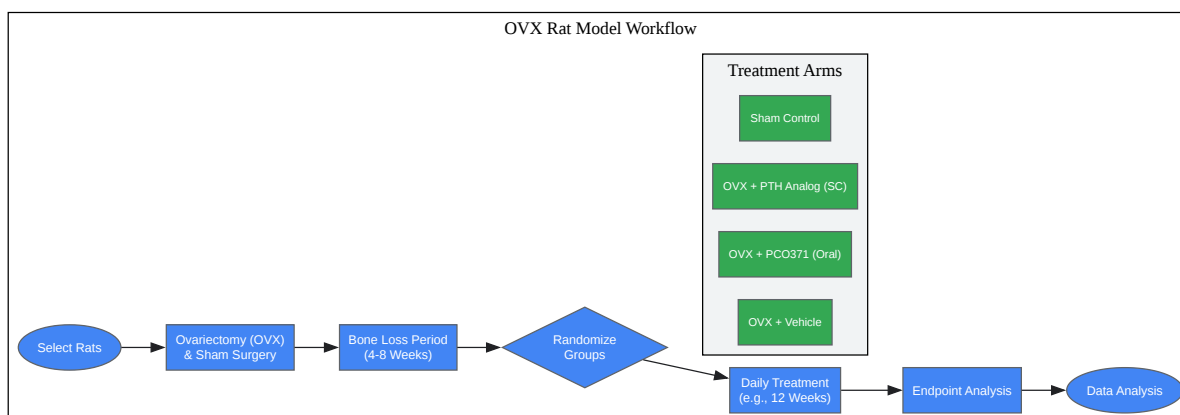 OVX Rat Model Workflow
Treatment Arms
Sham Control
OVX + PTH Analog (SC)
OVX + PCO371 (Oral)
OVX + Vehicle
Select Rats
Ovariectomy (OVX)
& Sham Surgery
Bone Loss Period
(4-8 Weeks)
Randomize
Groups
Daily Treatment
(e.g., 12 Weeks)
Endpoint Analysis
Data Analysis